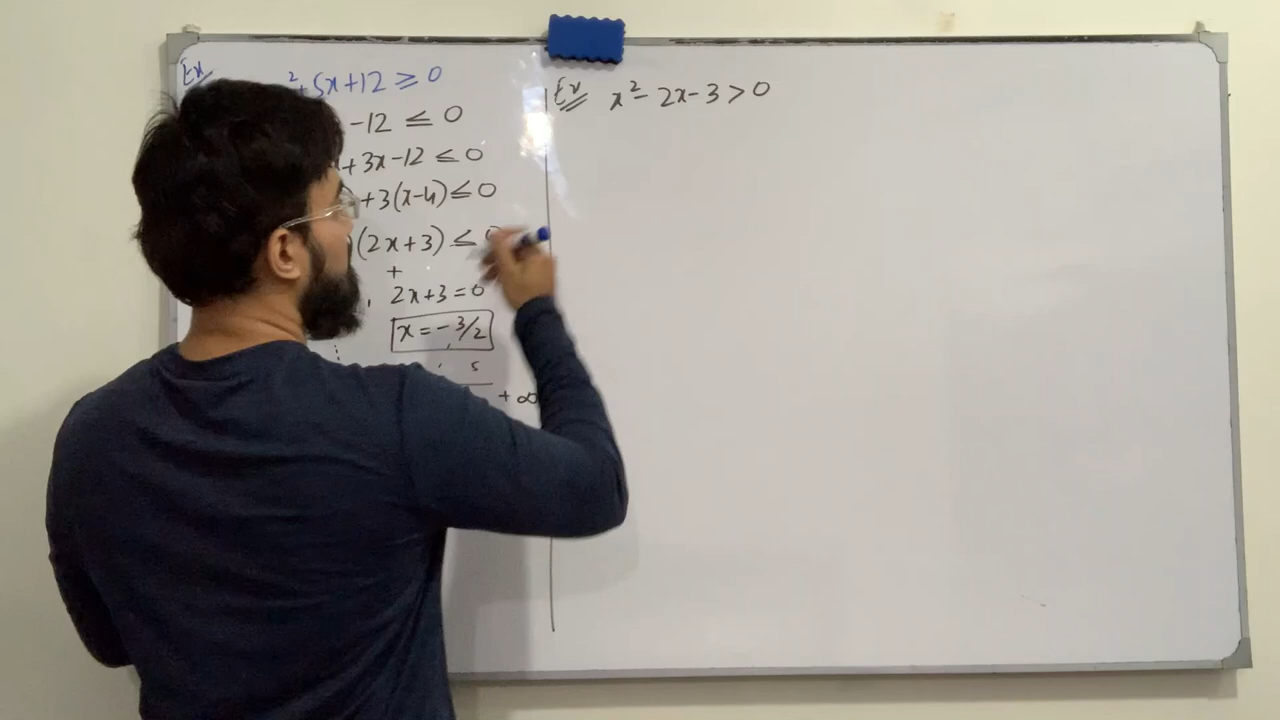 Ex
²+5x+12 ≥ 0
-12 ≤ 0
+3x-12 ≤ 0
+3(x-4) ≤ 0
(2x+3) ≤ 0
+
, 2x+3=0
x = -3/2
+∞
Ex x²-2x-3>0